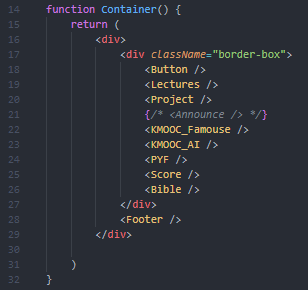 14 function Container() {
15     return (
16         <div>
17             <div className="border-box">
18                 <Button />
19                 <Lectures />
20                 <Project />
21                 {/* <Announce /> */}
22                 <KMOOC_Famouse />
23                 <KMOOC_AI />
24                 <PYF />
25                 <Score />
26                 <Bible />
27             </div>
28             <Footer />
29         </div>
30
31     )
32 }